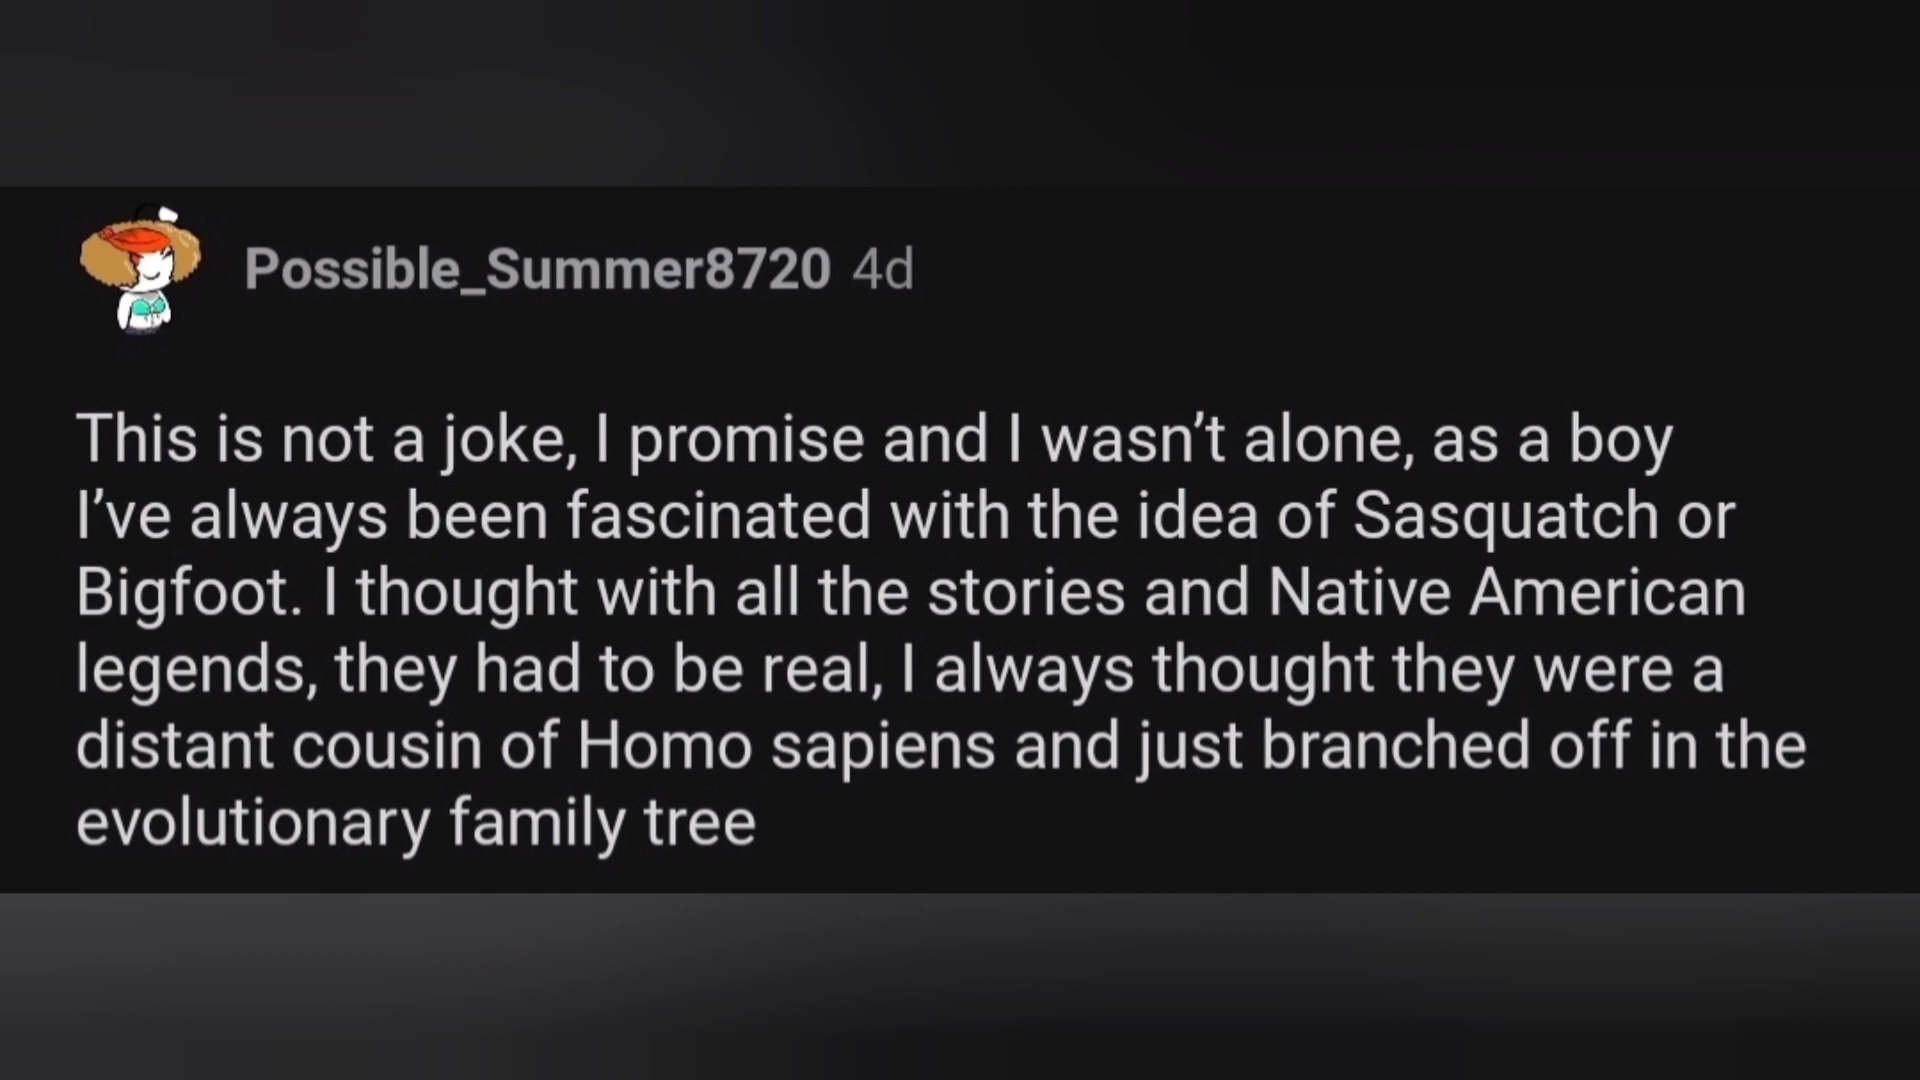 Possible_Summer8720 4d
This is not a joke, I promise and I wasn’t alone, as a boy
I’ve always been fascinated with the idea of Sasquatch or
Bigfoot. I thought with all the stories and Native American
legends, they had to be real, I always thought they were a
distant cousin of Homo sapiens and just branched off in the
evolutionary family tree